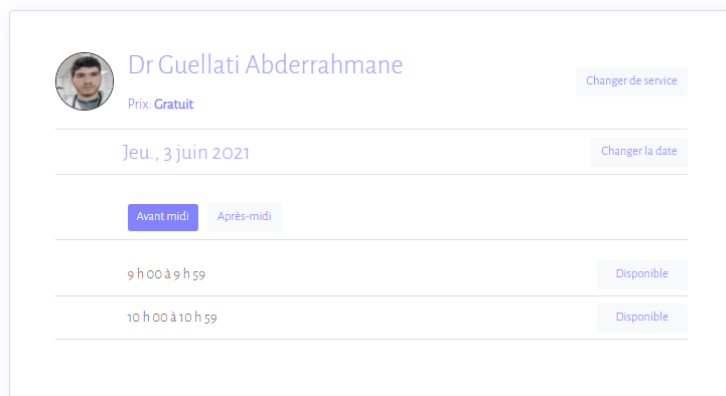 Dr Guellati Abderrahmane
Changer de service
Prix: Gratuit
Jeu., 3 juin 2021
Changer la date
Avant midi
Après-midi
9 h 00 à 9 h 59
Disponible
10 h 00 à 10 h 59
Disponible